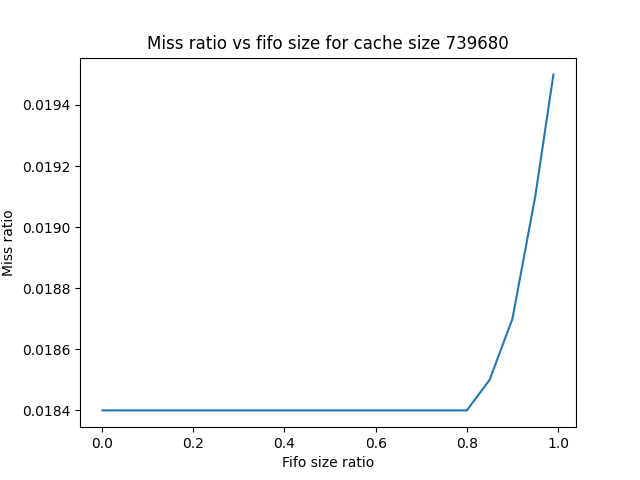 Miss ratio vs fifo size for cache size 739680
0.0194
0.0192
0.0190
0.0188
0.0186
0.0184
Miss ratio
0.0 0.2 0.4 0.6 0.8 1.0
Fifo size ratio